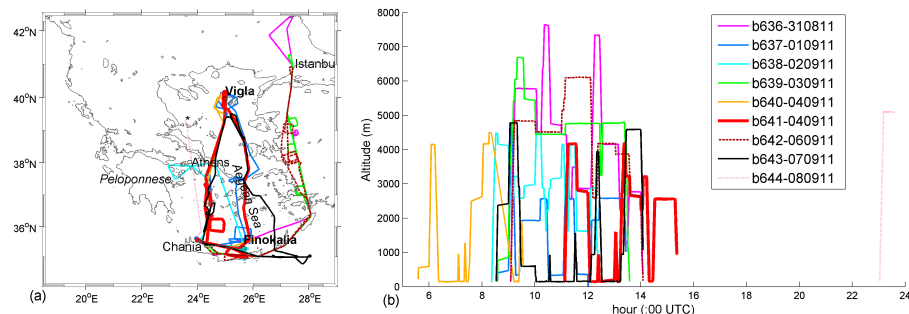 42°N
40°N
38°N
36°N
20°E
22°E
24°E
26°E
28°E
Istanbu
Vigla
*
Athens
Peloponnese
Aegean Sea
Chania
Finokalia
(a)
8000
7000
6000
5000
4000
3000
2000
1000
0
Altitude (m)
6
8
10
12
14
16
18
20
22
24
hour (:00 UTC)
(b)
b636-310811
b637-010911
b638-020911
b639-030911
b640-040911
b641-040911
b642-060911
b643-070911
b644-080911